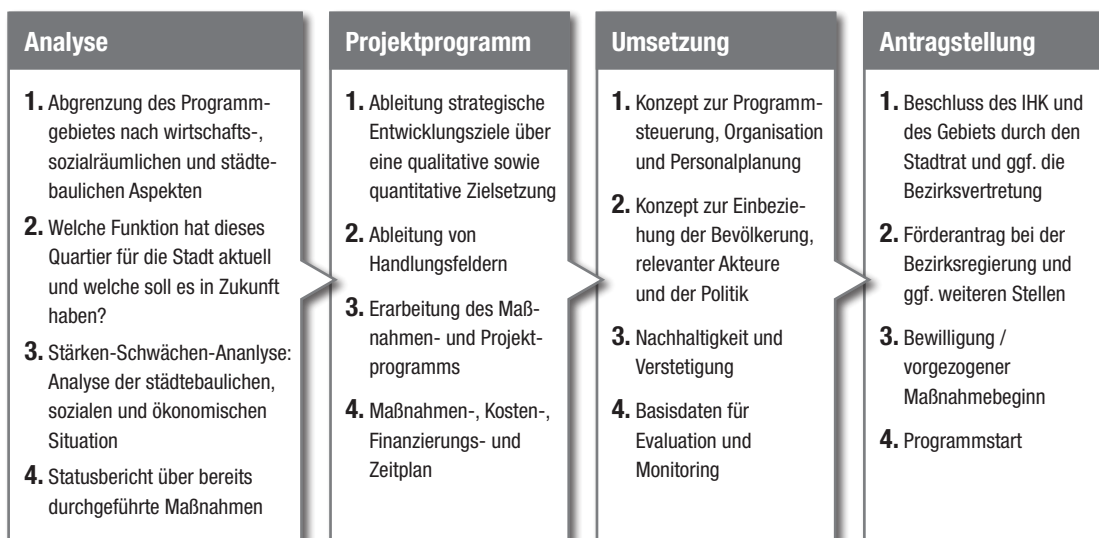 Analyse
1. Abgrenzung des Programm-
gebietes nach wirtschafts-,
sozialräumlichen und städte-
baulichen Aspekten
2. Welche Funktion hat dieses
Quartier für die Stadt aktuell
und welche soll es in Zukunft
haben?
3. Stärken-Schwächen-Ananlyse:
Analyse der städtebaulichen,
sozialen und ökonomischen
Situation
4. Statusbericht über bereits
durchgeführte Maßnahmen
Projektprogramm
1. Ableitung strategische
Entwicklungsziele über
eine qualitative sowie
quantitative Zielsetzung
2. Ableitung von
Handlungsfeldern
3. Erarbeitung des Maß-
nahmen- und Projekt-
programms
4. Maßnahmen-, Kosten-,
Finanzierungs- und
Zeitplan
Umsetzung
1. Konzept zur Programm-
steuerung, Organisation
und Personalplanung
2. Konzept zur Einbezie-
hung der Bevölkerung,
relevanter Akteure
und der Politik
3. Nachhaltigkeit und
Verstetigung
4. Basisdaten für
Evaluation und
Monitoring
Antragstellung
1. Beschluss des IHK und
des Gebiets durch den
Stadtrat und ggf. die
Bezirksvertretung
2. Förderantrag bei der
Bezirksregierung und
ggf. weiteren Stellen
3. Bewilligung /
vorgezogener
Maßnahmebeginn
4. Programmstart